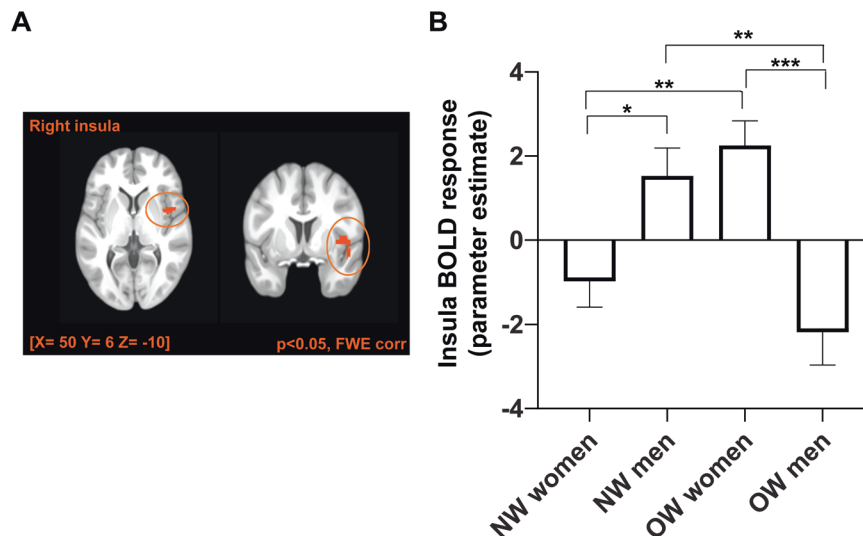 A
Right insula
[X= 50 Y= 6 Z= -10]
p<0.05, FWE corr
B
Insula BOLD response
(parameter estimate)
4
2
0
-2
-4
**
**
***
*
NW women
NW men
OW women
OW men